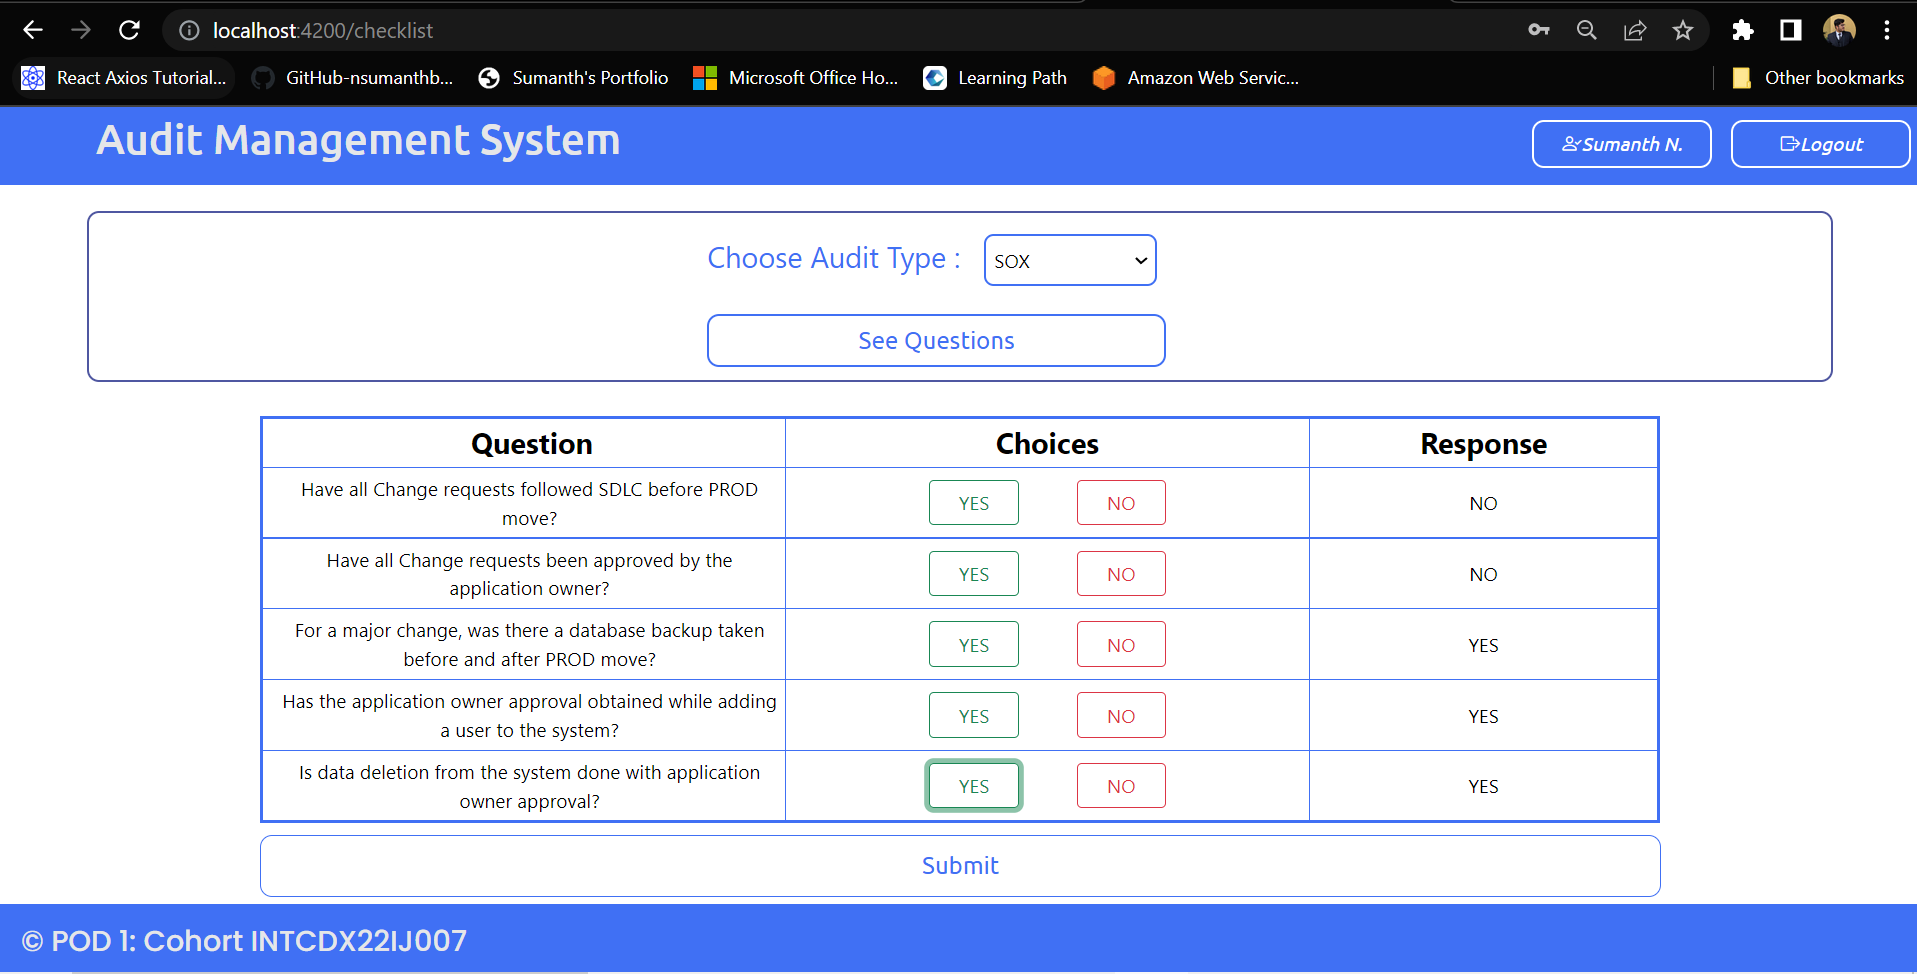 localhost:4200/checklist
React Axios Tutorial... GitHub-nsumanthb... Sumanth's Portfolio Microsoft Office Ho... Learning Path Amazon Web Servic... Other bookmarks
Audit Management System
Sumanth N. Logout
Choose Audit Type : SOX
See Questions
Question Choices Response
Have all Change requests followed SDLC before PROD
move?
YES NO NO
Have all Change requests been approved by the
application owner?
YES NO NO
For a major change, was there a database backup taken
before and after PROD move?
YES NO YES
Has the application owner approval obtained while adding
a user to the system?
YES NO YES
Is data deletion from the system done with application
owner approval?
YES NO YES
Submit
© POD 1: Cohort INTCDX22IJ007